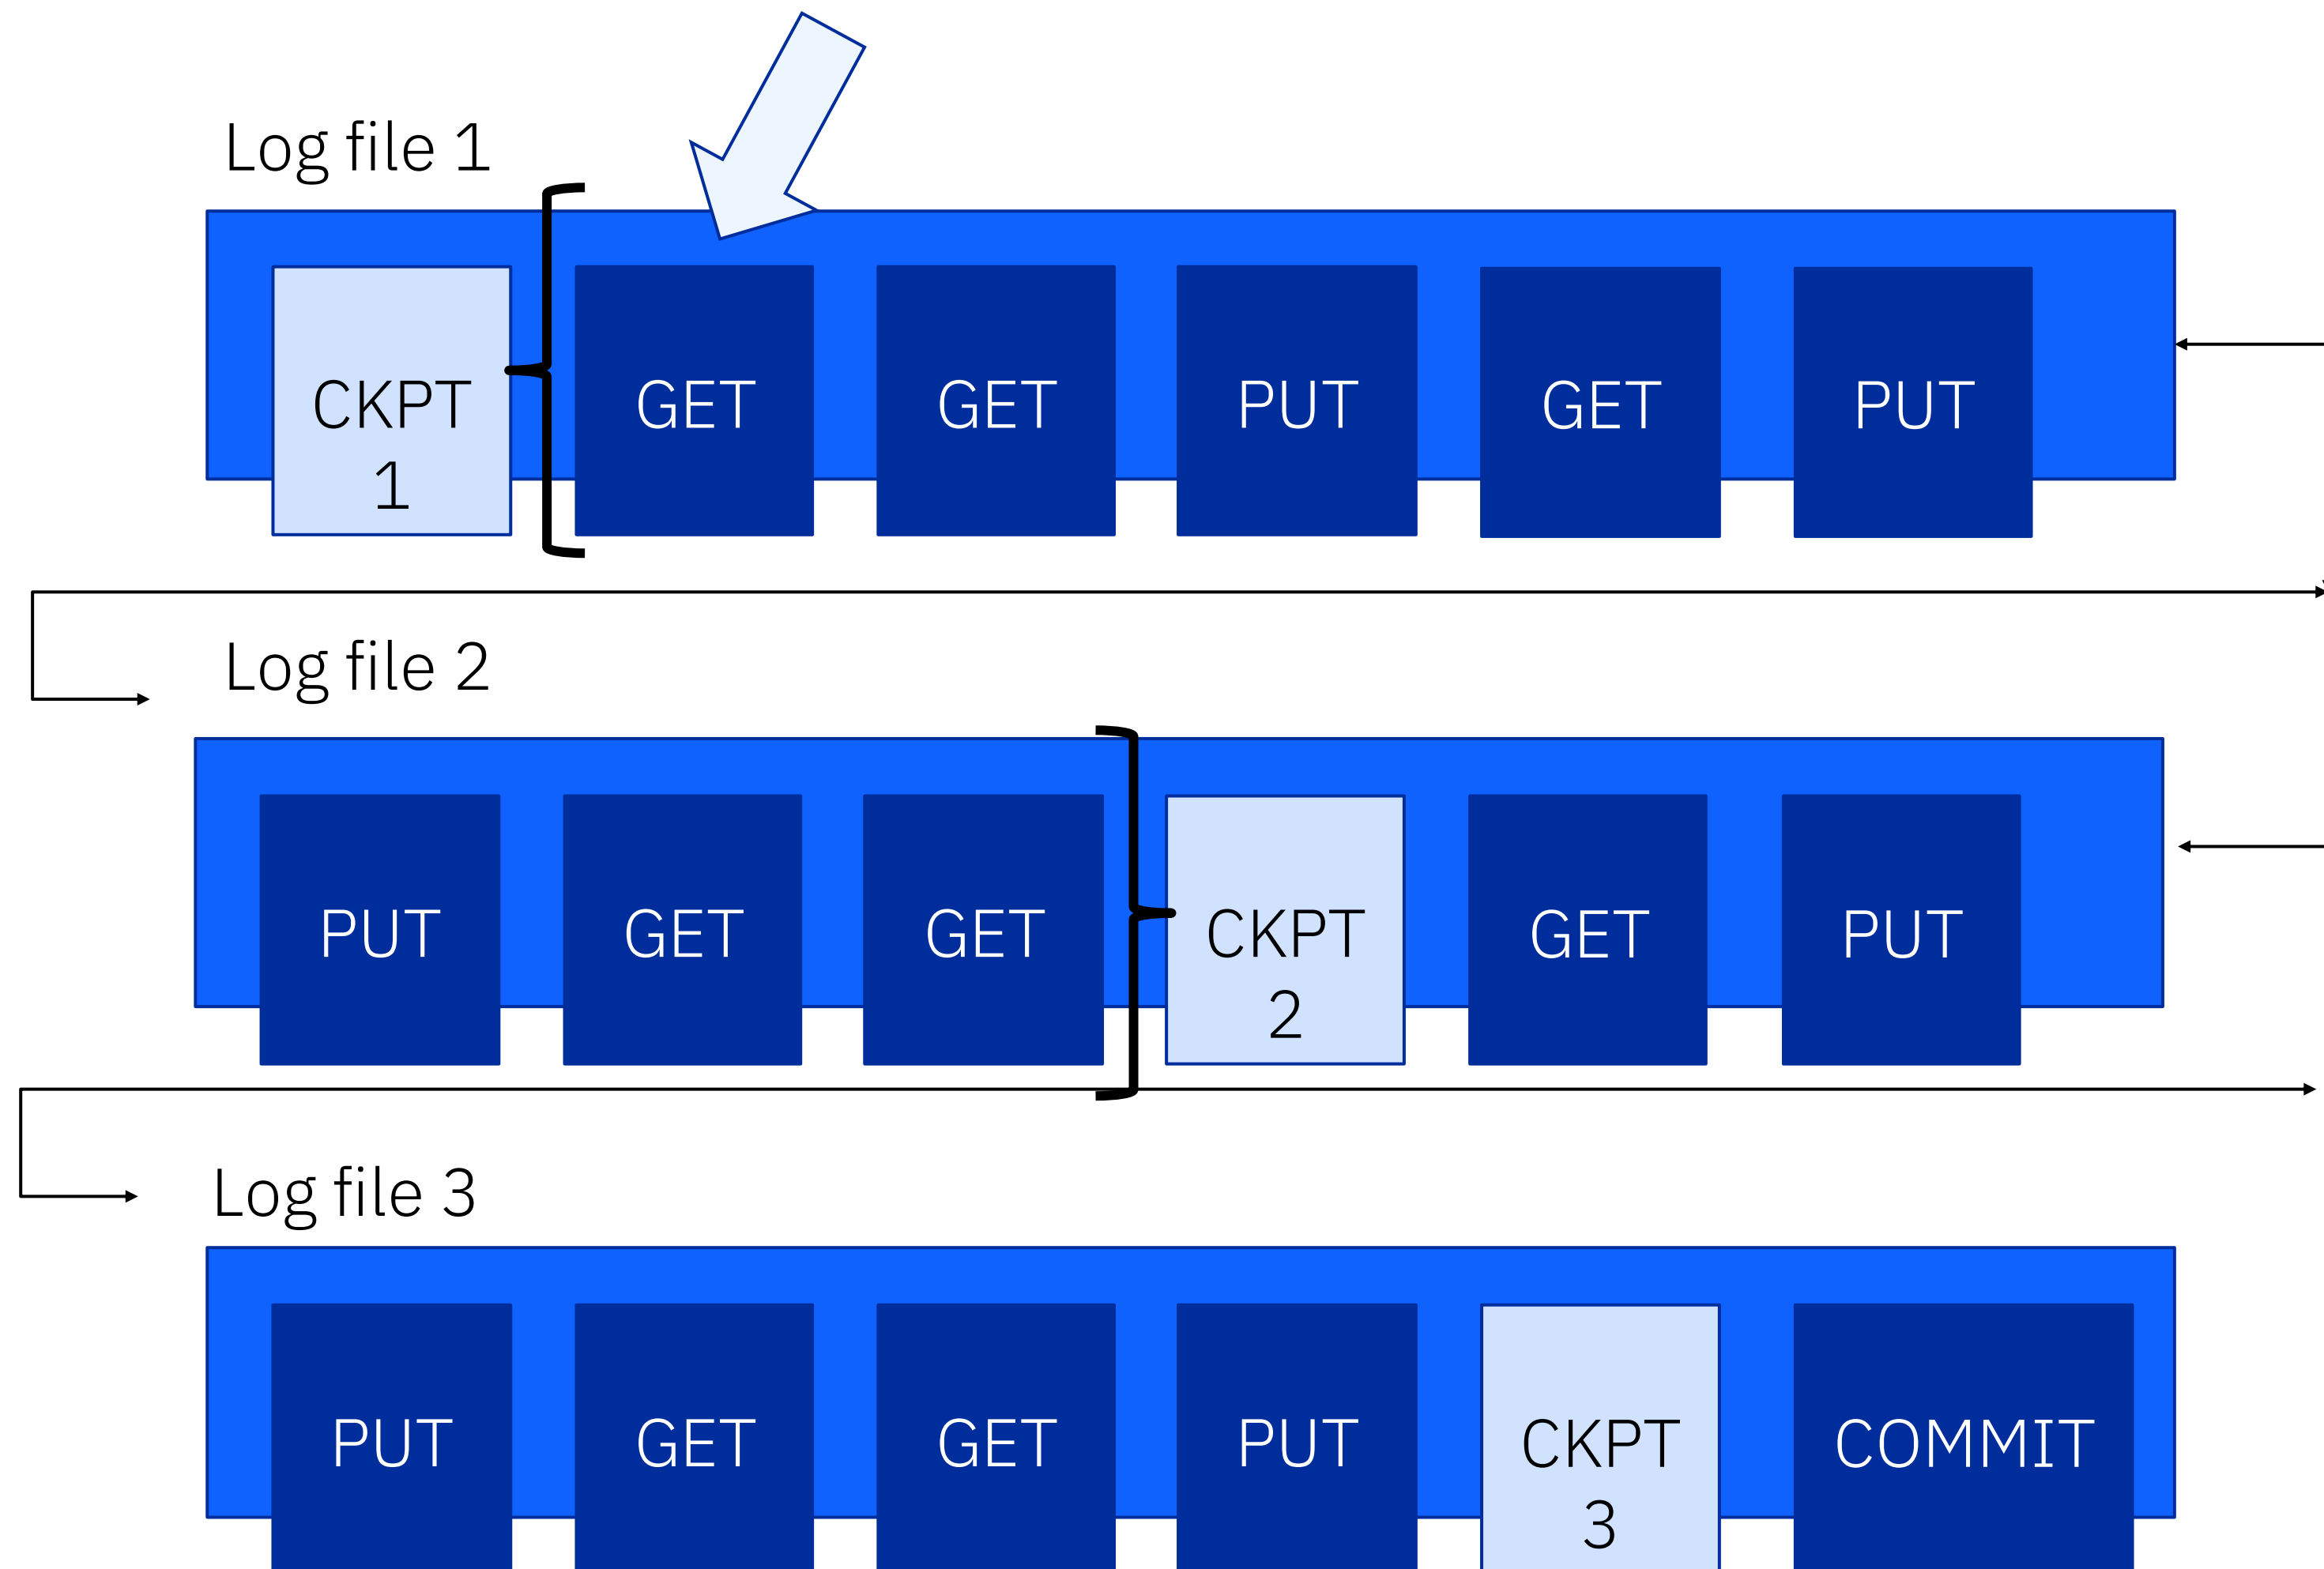 Log file 1
CKPT
1
GET
GET
PUT
GET
PUT
Log file 2
PUT
GET
GET
CKPT
2
GET
PUT
Log file 3
PUT
GET
GET
PUT
CKPT
3
COMMIT